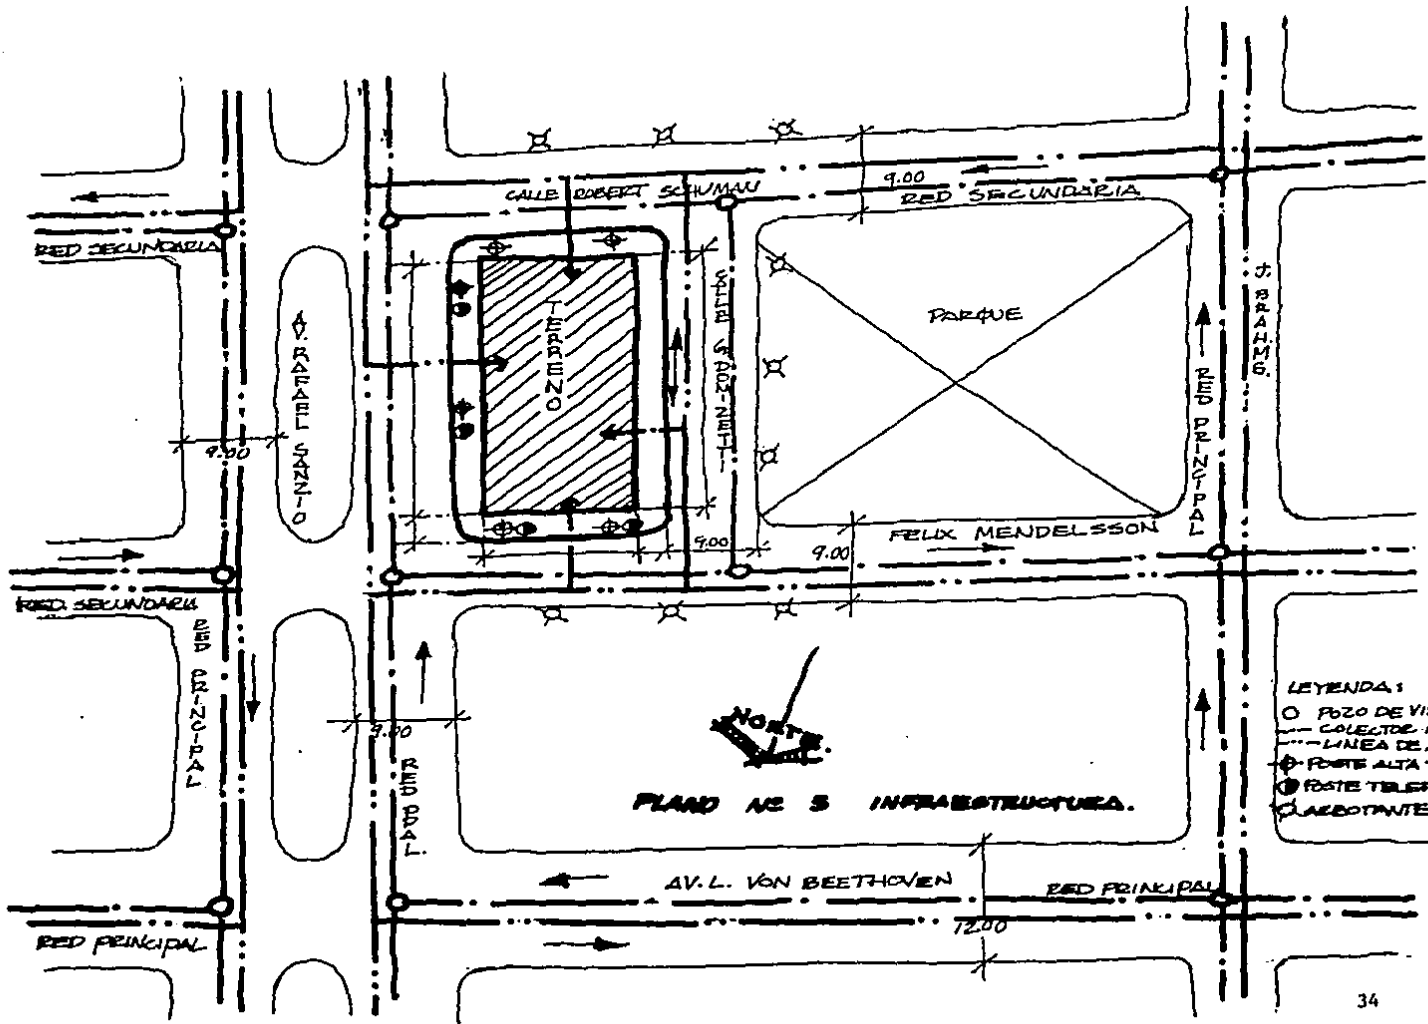 CALLE ROBERT SCHUMAN
9.00
RED SECUNDARIA
RED SECUNDARIA
AV. RAFAEL SANZIO
TERRENO
CALLE G. DONIZETTI
PARQUE
J. BRAHMS.
RED PRINCIPAL
9.00
9.00
9.00
FELIX MENDELSSON
RED SECUNDARIA
RED PRINCIPAL
9.00
RED PPAL.
NORTE.
LEYENDA:
POZO DE
COLECTOR
LINEA DE
POSTE ALTA
POSTE
ARBOTANTE
PLANO Nº 3 INFRAESTRUCTURA.
AV. L. VON BEETHOVEN
RED PRINCIPAL
12.00
RED PRINCIPAL
34